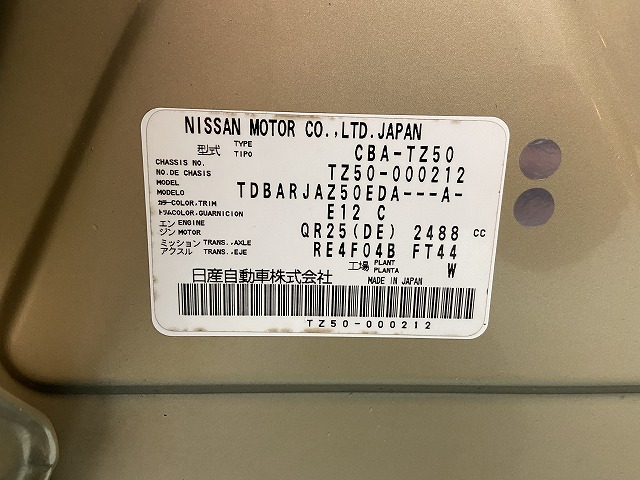 NISSAN MOTOR CO.,LTD.JAPAN
型式 TYPE TIPO CBA-TZ50
CHASSIS NO. NO.DE CHASIS TZ50-000212
MODEL MODELO TDBARJAZ50EDA---A-
カラー COLOR,TRIM トリム COLOR,GUARNICION E12 C
エンジン ENGINE MOTOR QR25(DE) 2488 cc
ミッション アクスル TRANS.,AXLE TRANS.,EJE RE4F04B FT44
工場 PLANT PLANTA W
日産自動車株式会社 MADE IN JAPAN
TZ50-000212